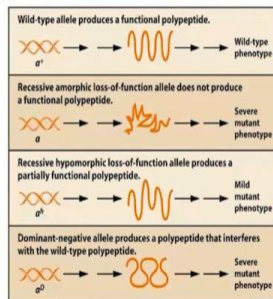 Wild-type allele produces a functional polypeptide.
Wild-type
phenotype
a⁺
Recessive amorphic loss-of-function allele does not produce
a functional polypeptide.
Severe
mutant
phenotype
a
Recessive hypomorphic loss-of-function allele produces a
partially functional polypeptide.
Mild
mutant
phenotype
aʰ
Dominant-negative allele produces a polypeptide that interferes
with the wild-type polypeptide.
Severe
mutant
phenotype
aᴰ